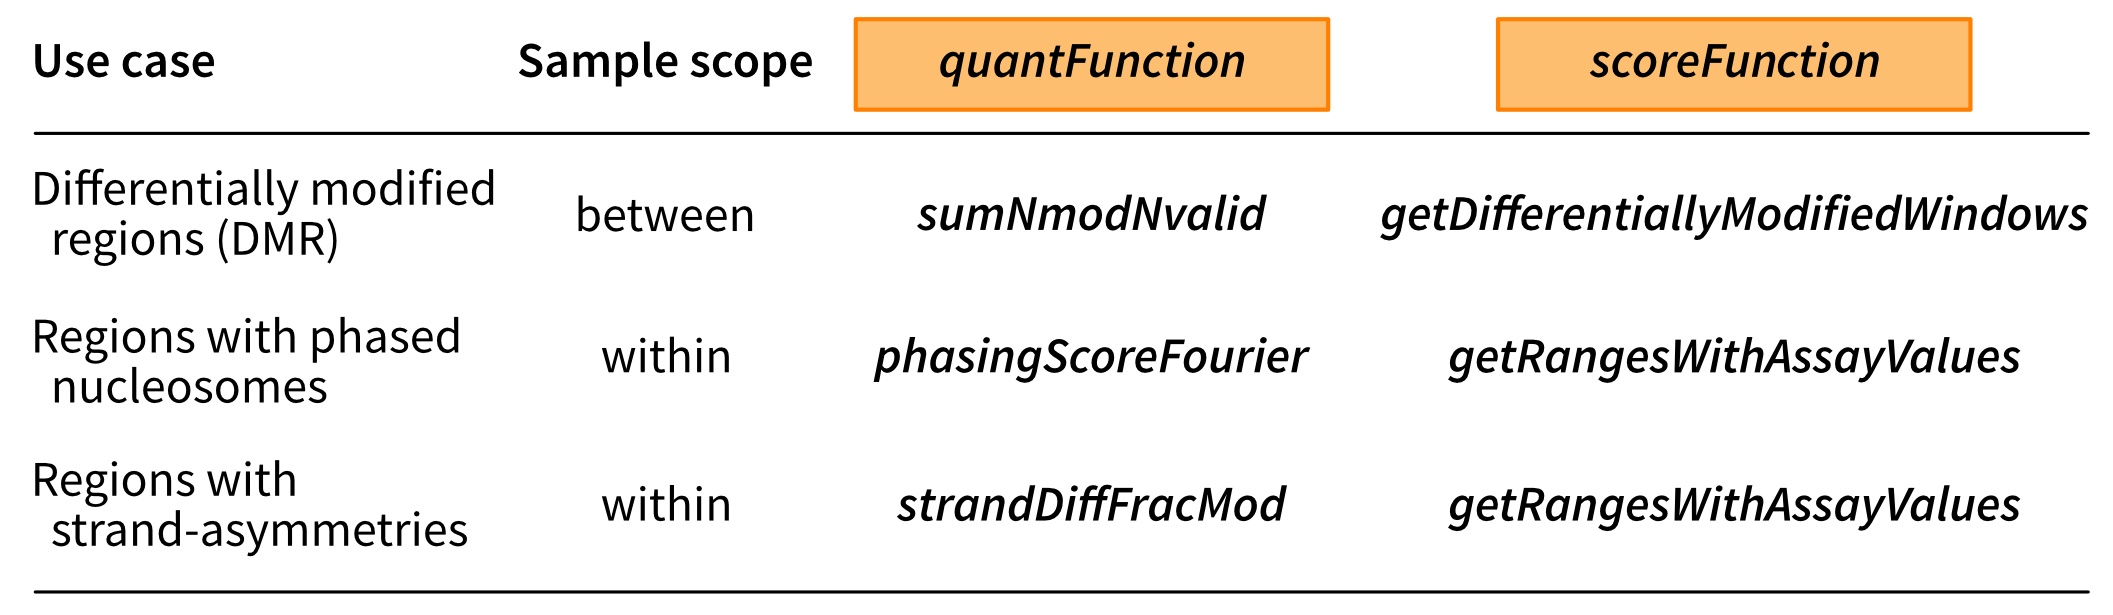 Use case Sample scope quantFunction scoreFunction
Differentially modified
regions (DMR)
between sumNmodNvalid getDifferentiallyModifiedWindows
Regions with phased
nucleosomes
within phasingScoreFourier getRangesWithAssayValues
Regions with
strand-asymmetries
within strandDiffFracMod getRangesWithAssayValues